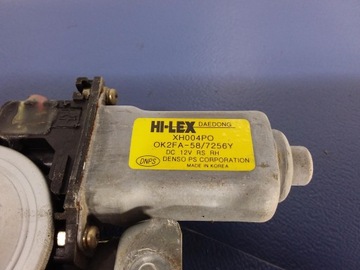 HI-LEX DAEDONG
XH004PO
OK2FA-58/7256Y
DC 12V RS RH
DNPS DENSO PS CORPORATION
MADE IN KOREA